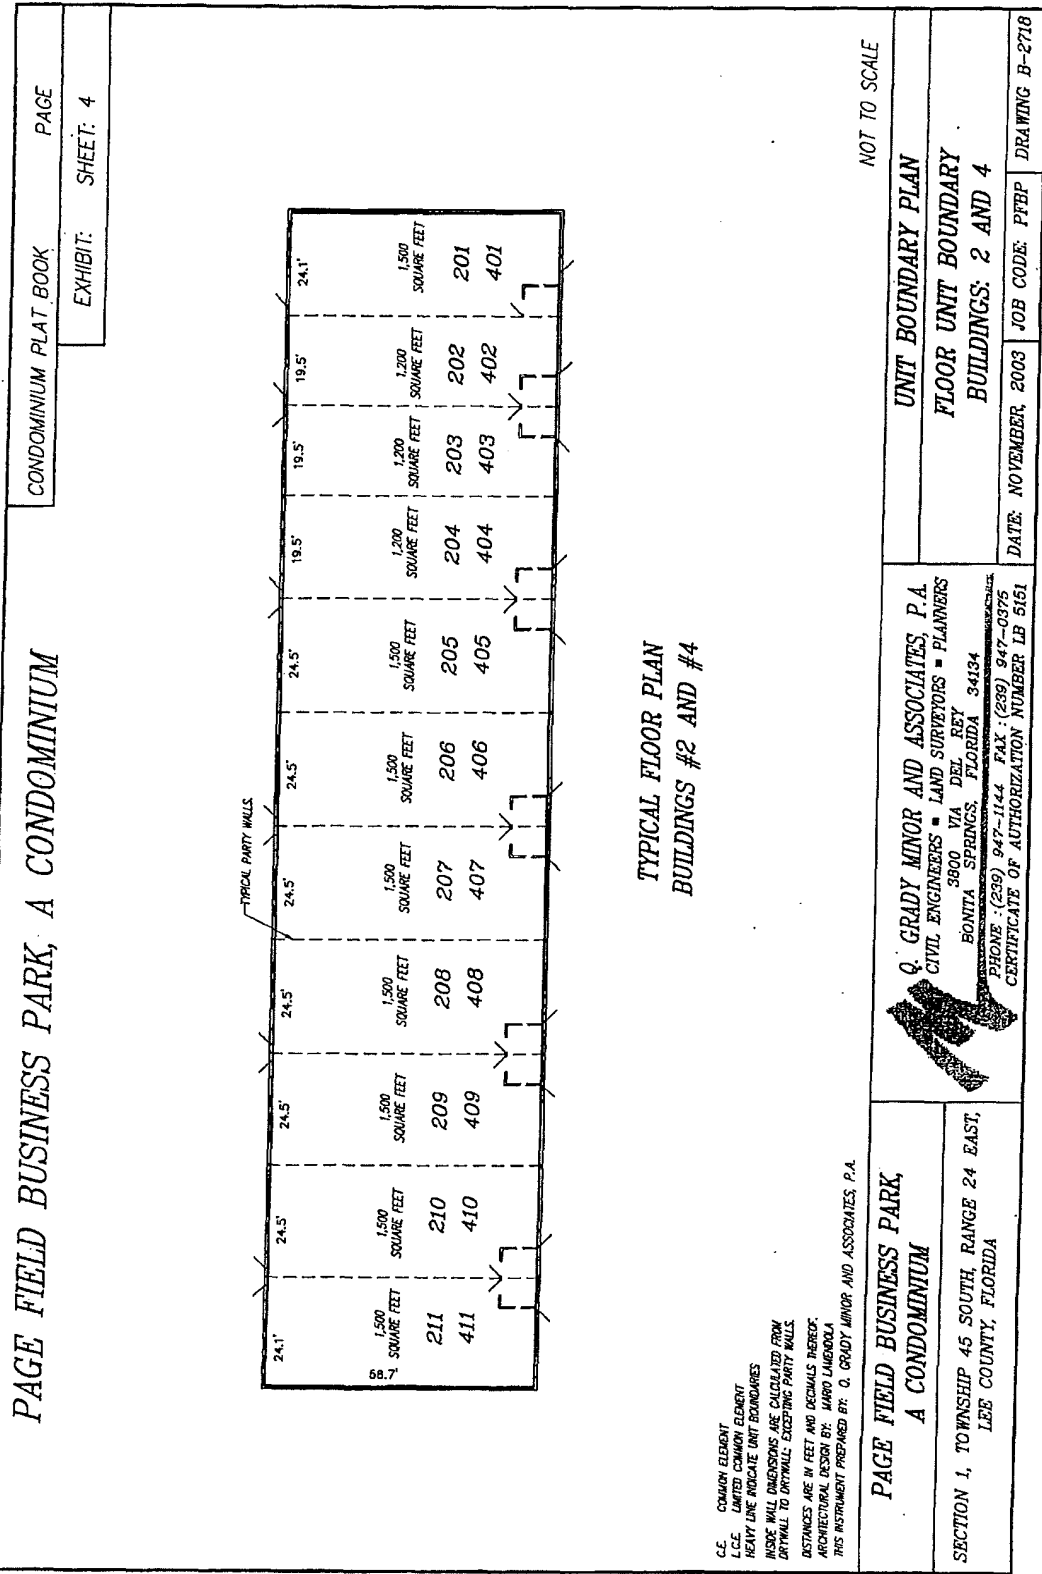 PAGE FIELD BUSINESS PARK, A CONDOMINIUM
CONDOMINIUM PLAT BOOK PAGE
EXHIBIT: SHEET: 4
TYPICAL PARTY WALLS.
24.1' 24.5' 24.5' 24.5' 24.5' 24.5' 24.5' 19.5' 19.5' 19.5' 24.1'
58.7'
1,500 1,500 1,500 1,500 1,500 1,500 1,500 1,200 1,200 1,200 1,500
SQUARE FEET SQUARE FEET SQUARE FEET SQUARE FEET SQUARE FEET SQUARE FEET SQUARE FEET SQUARE FEET SQUARE FEET SQUARE FEET SQUARE FEET
211 210 209 208 207 206 205 204 203 202 201
411 410 409 408 407 406 405 404 403 402 401
TYPICAL FLOOR PLAN
BUILDINGS #2 AND #4
C.E. COMMON ELEMENT
L.C.E. LIMITED COMMON ELEMENT
HEAVY LINE INDICATE UNIT BOUNDARIES
INSIDE WALL DIMENSIONS ARE CALCULATED FROM
DRYWALL TO DRYWALL: EXCEPTING PARTY WALLS.
DISTANCES ARE IN FEET AND DECIMALS THEREOF.
ARCHITECTURAL DESIGN BY: MARIO LAMENDOLA
THIS INSTRUMENT PREPARED BY: Q. GRADY MINOR AND ASSOCIATES, P.A.
NOT TO SCALE
PAGE FIELD BUSINESS PARK,
A CONDOMINIUM
SECTION 1, TOWNSHIP 45 SOUTH, RANGE 24 EAST,
LEE COUNTY, FLORIDA
Q. GRADY MINOR AND ASSOCIATES, P.A.
CIVIL ENGINEERS ▪ LAND SURVEYORS ▪ PLANNERS
3800 VIA DEL REY
BONITA SPRINGS, FLORIDA 34134
PHONE : (239) 947-1144 FAX : (239) 947-0375
CERTIFICATE OF AUTHORIZATION NUMBER LB 5151
UNIT BOUNDARY PLAN
FLOOR UNIT BOUNDARY
BUILDINGS: 2 AND 4
DATE: NOVEMBER, 2003 JOB CODE: PFBP DRAWING B-2718